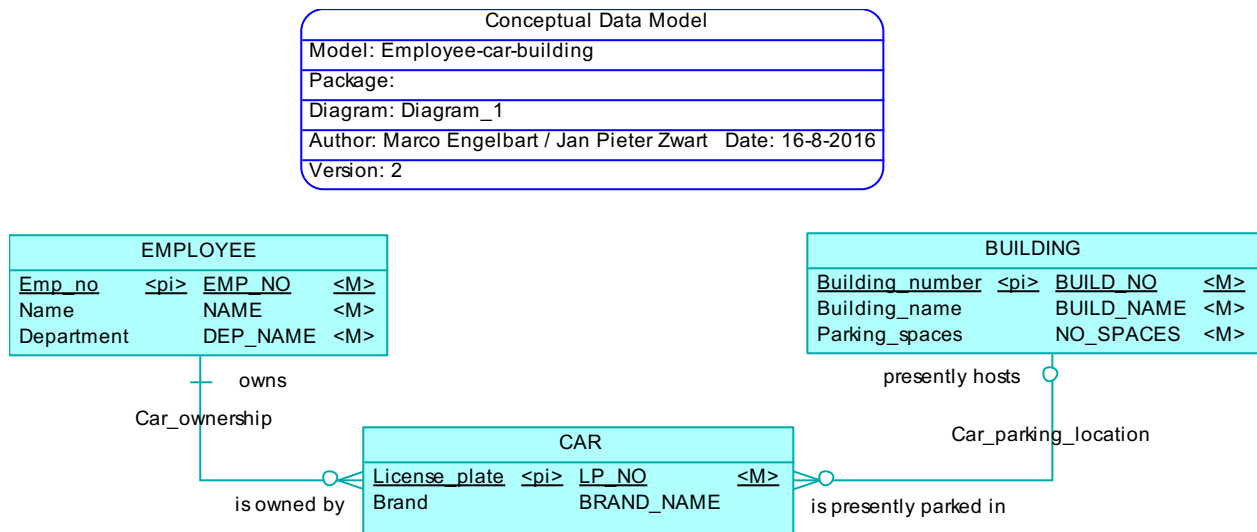 Conceptual Data Model
Model: Employee-car-building
Package:
Diagram: Diagram_1
Author: Marco Engelbart / Jan Pieter Zwart Date: 16-8-2016
Version: 2
EMPLOYEE
Emp_no <pi> EMP_NO <M>
Name NAME <M>
Department DEP_NAME <M>
BUILDING
Building_number <pi> BUILD_NO <M>
Building_name BUILD_NAME <M>
Parking_spaces NO_SPACES <M>
owns
Car_ownership
is owned by
presently hosts
Car_parking_location
is presently parked in
CAR
License_plate <pi> LP_NO <M>
Brand BRAND_NAME